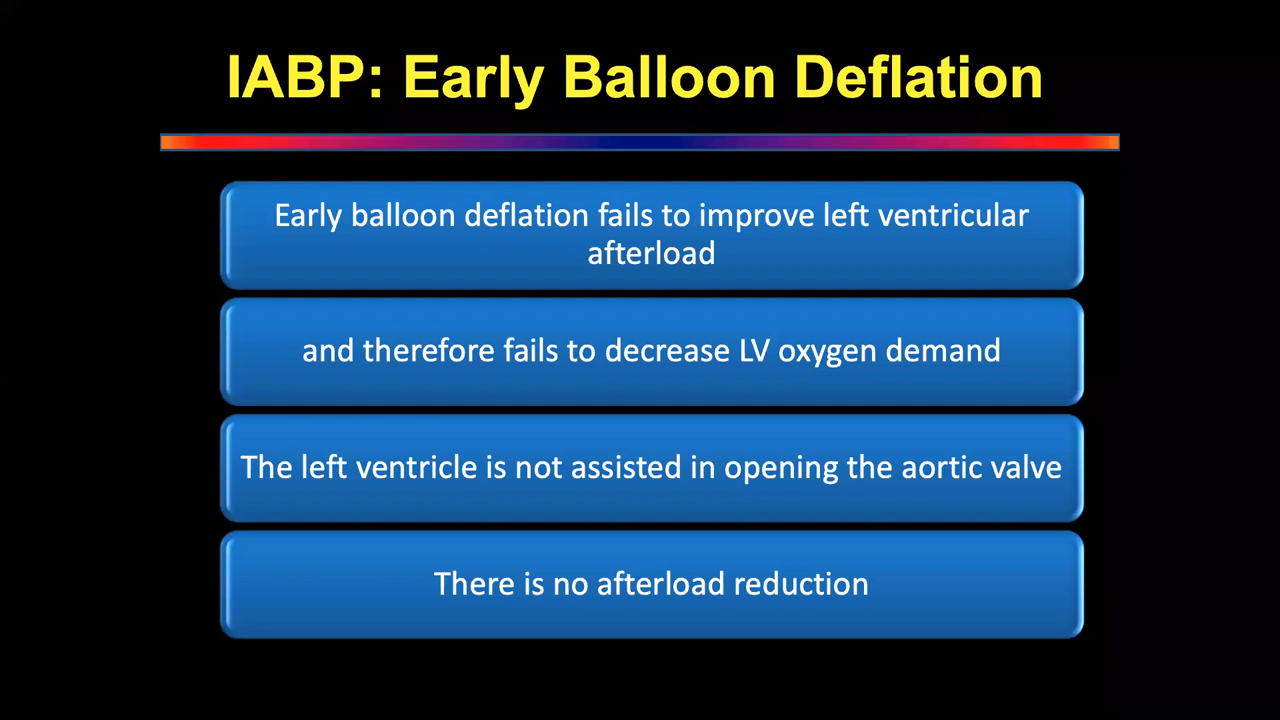 IABP: Early Balloon Deflation
Early balloon deflation fails to improve left ventricular
afterload
and therefore fails to decrease LV oxygen demand
The left ventricle is not assisted in opening the aortic valve
There is no afterload reduction